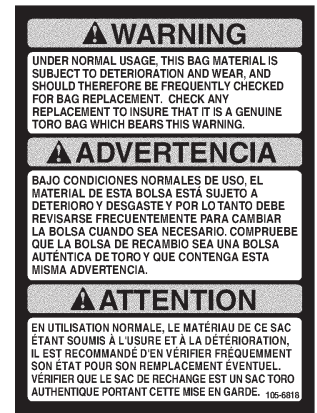 WARNING
UNDER NORMAL USAGE, THIS BAG MATERIAL IS
SUBJECT TO DETERIORATION AND WEAR, AND
SHOULD THEREFORE BE FREQUENTLY CHECKED
FOR BAG REPLACEMENT. CHECK ANY
REPLACEMENT TO INSURE THAT IT IS A GENUINE
TORO BAG WHICH BEARS THIS WARNING.
ADVERTENCIA
BAJO CONDICIONES NORMALES DE USO, EL
MATERIAL DE ESTA BOLSA ESTÁ SUJETO A
DETERIORO Y DESGASTE Y POR LO TANTO DEBE
REVISARSE FRECUENTEMENTE PARA CAMBIAR
LA BOLSA CUANDO SEA NECESARIO. COMPRUEBE
QUE LA BOLSA DE RECAMBIO SEA UNA BOLSA
AUTÉNTICA DE TORO Y QUE CONTENGA ESTA
MISMA ADVERTENCIA.
ATTENTION
EN UTILISATION NORMALE, LE MATÉRIAU DE CE SAC
ÉTANT SOUMIS À L'USURE ET À LA DÉTÉRIORATION,
IL EST RECOMMANDÉ D'EN VÉRIFIER FRÉQUEMMENT
SON ÉTAT POUR SON REMPLACEMENT ÉVENTUEL.
VÉRIFIER QUE LE SAC DE RECHANGE EST UN SAC TORO
AUTHENTIQUE PORTANT CETTE MISE EN GARDE. 105-6818